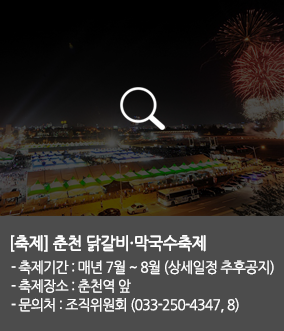 [축제] 춘천 닭갈비·막국수축제
- 축제기간 : 매년 7월 ~ 8월 (상세일정 추후공지)
- 축제장소 : 춘천역 앞
- 문의처 : 조직위원회 (033-250-4347, 8)